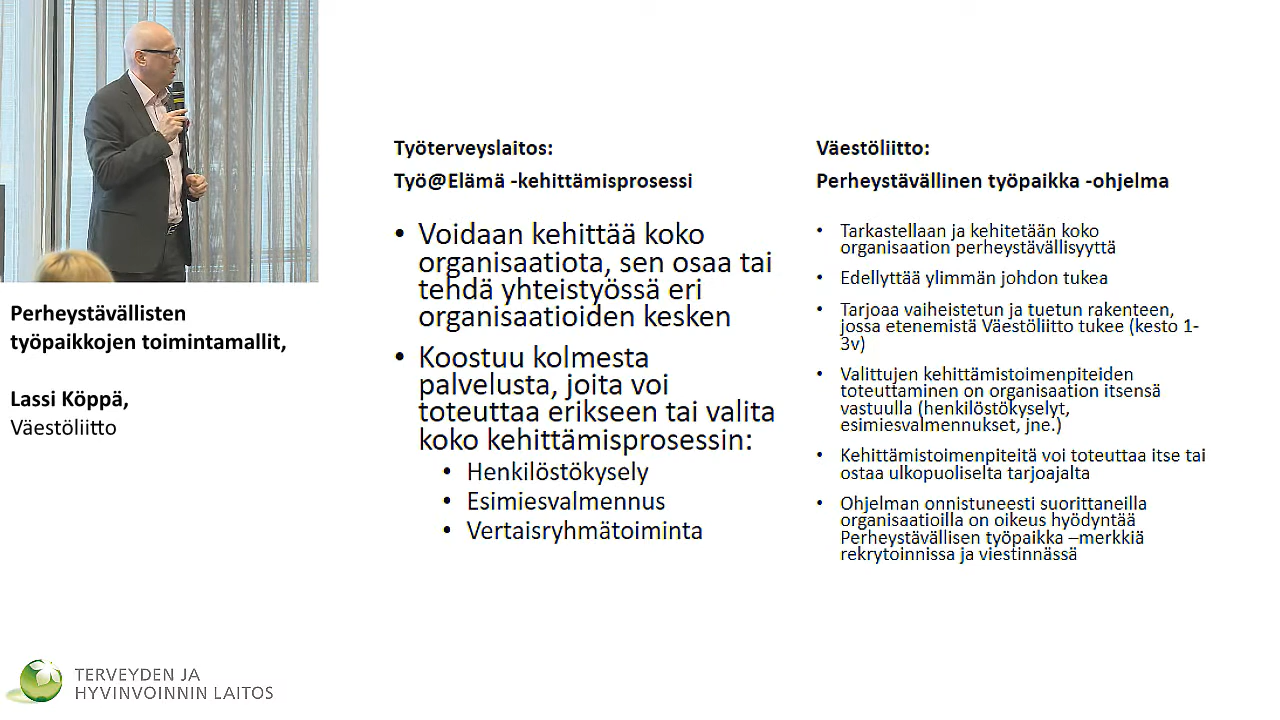 Perheystävällisten
työpaikkojen toimintamallit,
Lassi Köppä,
Väestöliitto
Työterveyslaitos:
Työ@Elämä -kehittämisprosessi
• Voidaan kehittää koko
organisaatiota, sen osaa tai
tehdä yhteistyössä eri
organisaatioiden kesken
• Koostuu kolmesta
palvelusta, joita voi
toteuttaa erikseen tai valita
koko kehittämisprosessin:
• Henkilöstökysely
• Esimiesvalmennus
• Vertaisryhmätoiminta
Väestöliitto:
Perheystävällinen työpaikka -ohjelma
• Tarkastellaan ja kehitetään koko
organisaation perheystävällisyyttä
• Edellyttää ylimmän johdon tukea
• Tarjoaa vaiheistetun ja tuetun rakenteen,
jossa etenemistä Väestöliitto tukee (kesto 1-
3v)
• Valittujen kehittämistoimenpiteiden
toteuttaminen on organisaation itsensä
vastuulla (henkilöstökyselyt,
esimiesvalmennukset, jne.)
• Kehittämistoimenpiteitä voi toteuttaa itse tai
ostaa ulkopuoliselta tarjoajalta
• Ohjelman onnistuneesti suorittaneilla
organisaatioilla on oikeus hyödyntää
Perheystävällisen työpaikka –merkkiä
rekrytoinnissa ja viestinnässä
TERVEYDEN JA
HYVINVOINNIN LAITOS